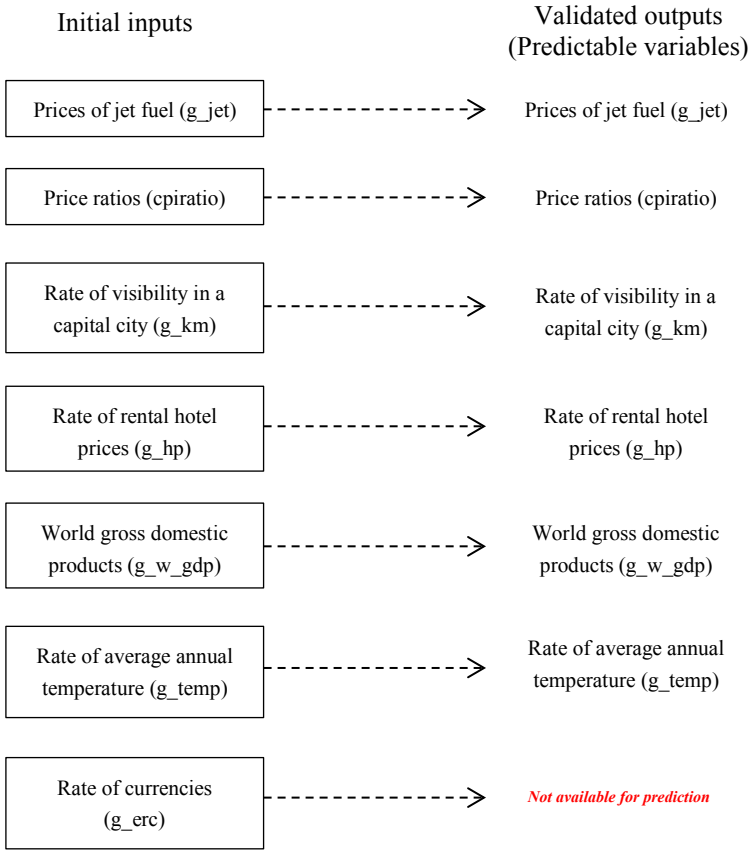 Initial inputs
Validated outputs
(Predictable variables)
Prices of jet fuel (g_jet)
Prices of jet fuel (g_jet)
Price ratios (cpiratio)
Price ratios (cpiratio)
Rate of visibility in a
capital city (g_km)
Rate of visibility in a
capital city (g_km)
Rate of rental hotel
prices (g_hp)
Rate of rental hotel
prices (g_hp)
World gross domestic
products (g_w_gdp)
World gross domestic
products (g_w_gdp)
Rate of average annual
temperature (g_temp)
Rate of average annual
temperature (g_temp)
Rate of currencies
(g_erc)
Not available for prediction